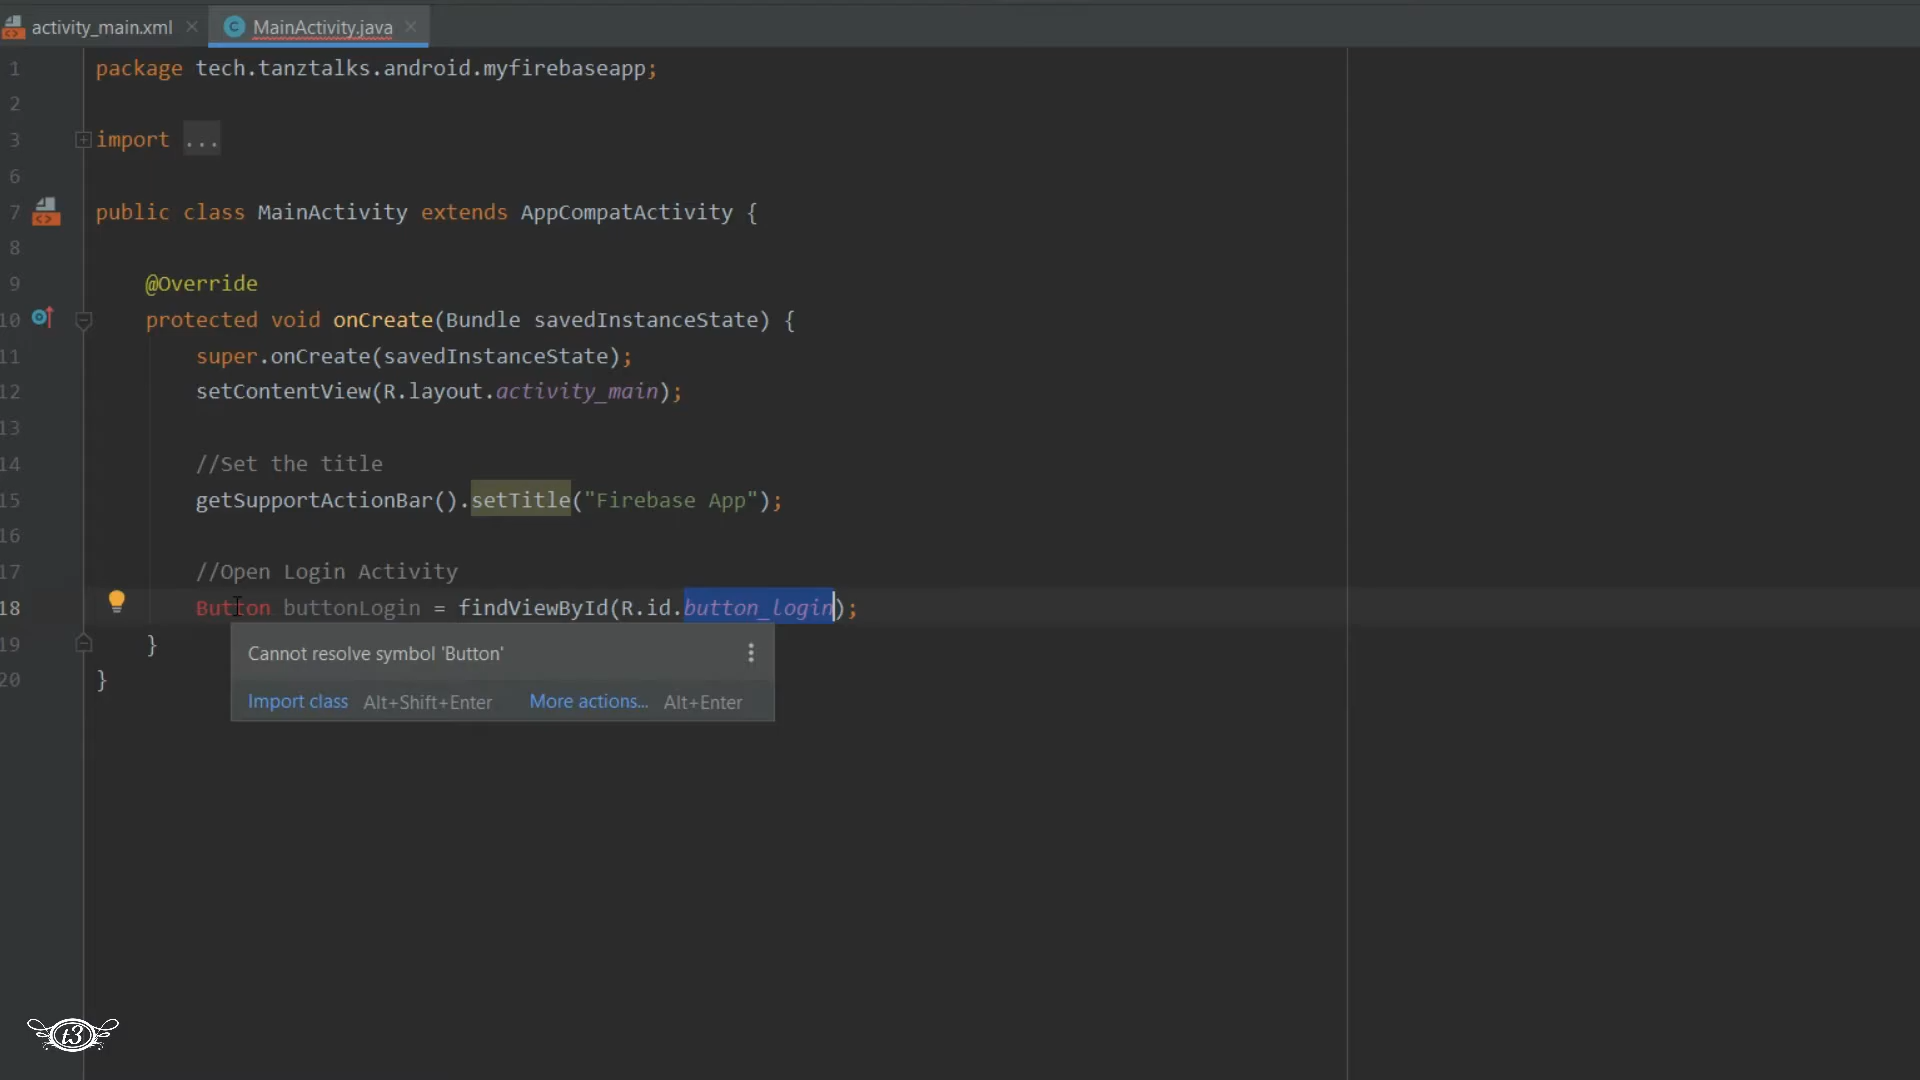 activity_main.xml MainActivity.java
1 package tech.tanztalks.android.myfirebaseapp;
2
3 import ...
6
7 public class MainActivity extends AppCompatActivity {
8
9 @Override
10 protected void onCreate(Bundle savedInstanceState) {
11 super.onCreate(savedInstanceState);
12 setContentView(R.layout.activity_main);
13
14 //Set the title
15 getSupportActionBar().setTitle("Firebase App");
16
17 //Open Login Activity
18 Button buttonLogin = findViewById(R.id.button_login);
19 }
Cannot resolve symbol 'Button'
20 }
Import class Alt+Shift+Enter More actions... Alt+Enter
t3